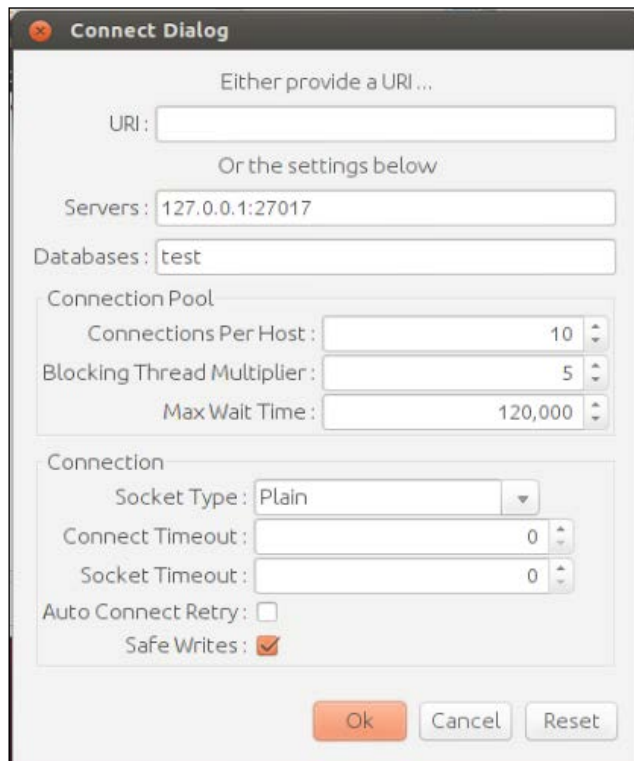 Connect Dialog
Either provide a URI ...
URI :
Or the settings below
Servers : 127.0.0.1:27017
Databases : test
Connection Pool
Connections Per Host : 10
Blocking Thread Multiplier : 5
Max Wait Time : 120,000
Connection
Socket Type : Plain
Connect Timeout : 0
Socket Timeout : 0
Auto Connect Retry :
Safe Writes :
Ok Cancel Reset